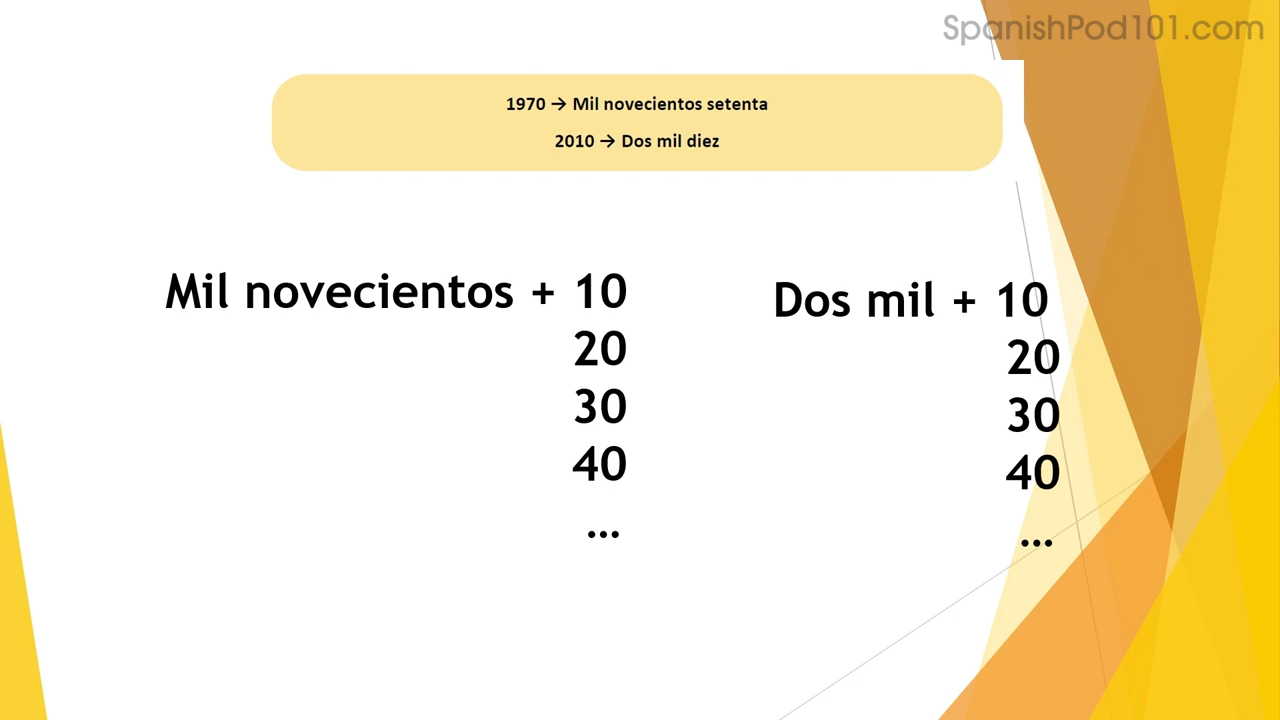 SpanishPod101.com
1970 → Mil novecientos setenta
2010 → Dos mil diez
Mil novecientos + 10
20
30
40
...
Dos mil + 10
20
30
40
...